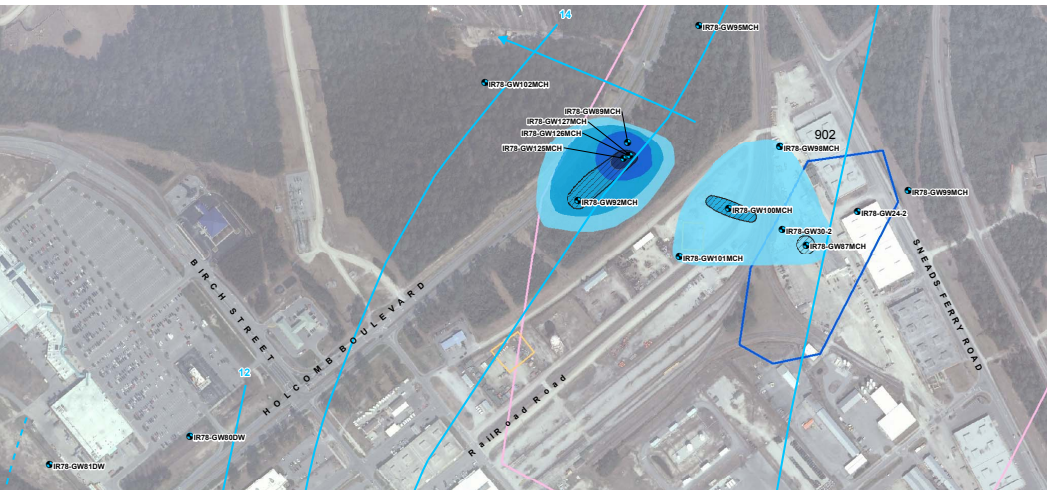 14
IR78-GW95MCH
IR78-GW102MCH
IR78-GW89MCH
IR78-GW127MCH
IR78-GW126MCH
IR78-GW125MCH
902
IR78-GW98MCH
IR78-GW99MCH
IR78-GW92MCH
IR78-GW100MCH
IR78-GW24-2
IR78-GW30-2
IR78-GW87MCH
IR78-GW101MCH
SNEADS FERRY ROAD
BIRCH STREET
HOLCOMB BOULEVARD
12
RailRoad Road
IR78-GW80DW
IR78-GW81DW